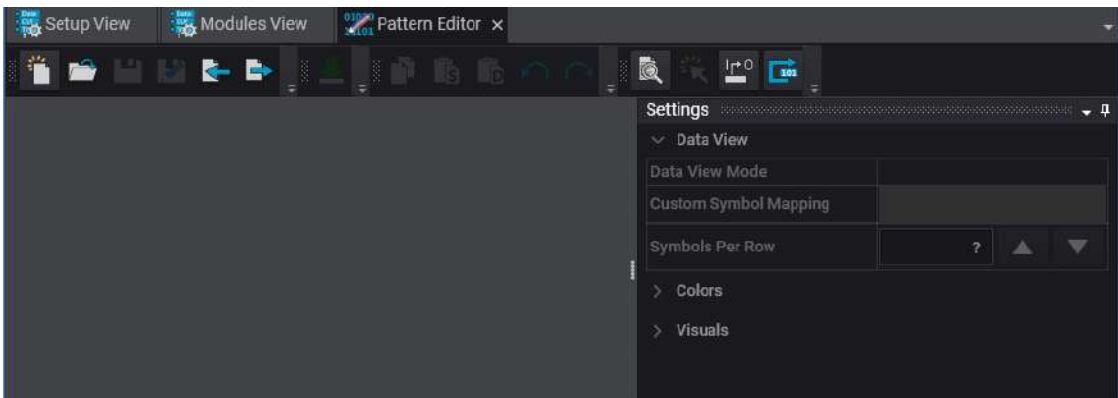 Setup View
Modules View
Pattern Editor
Settings
Data View
Data View Mode
Custom Symbol Mapping
Symbols Per Row ?
Colors
Visuals